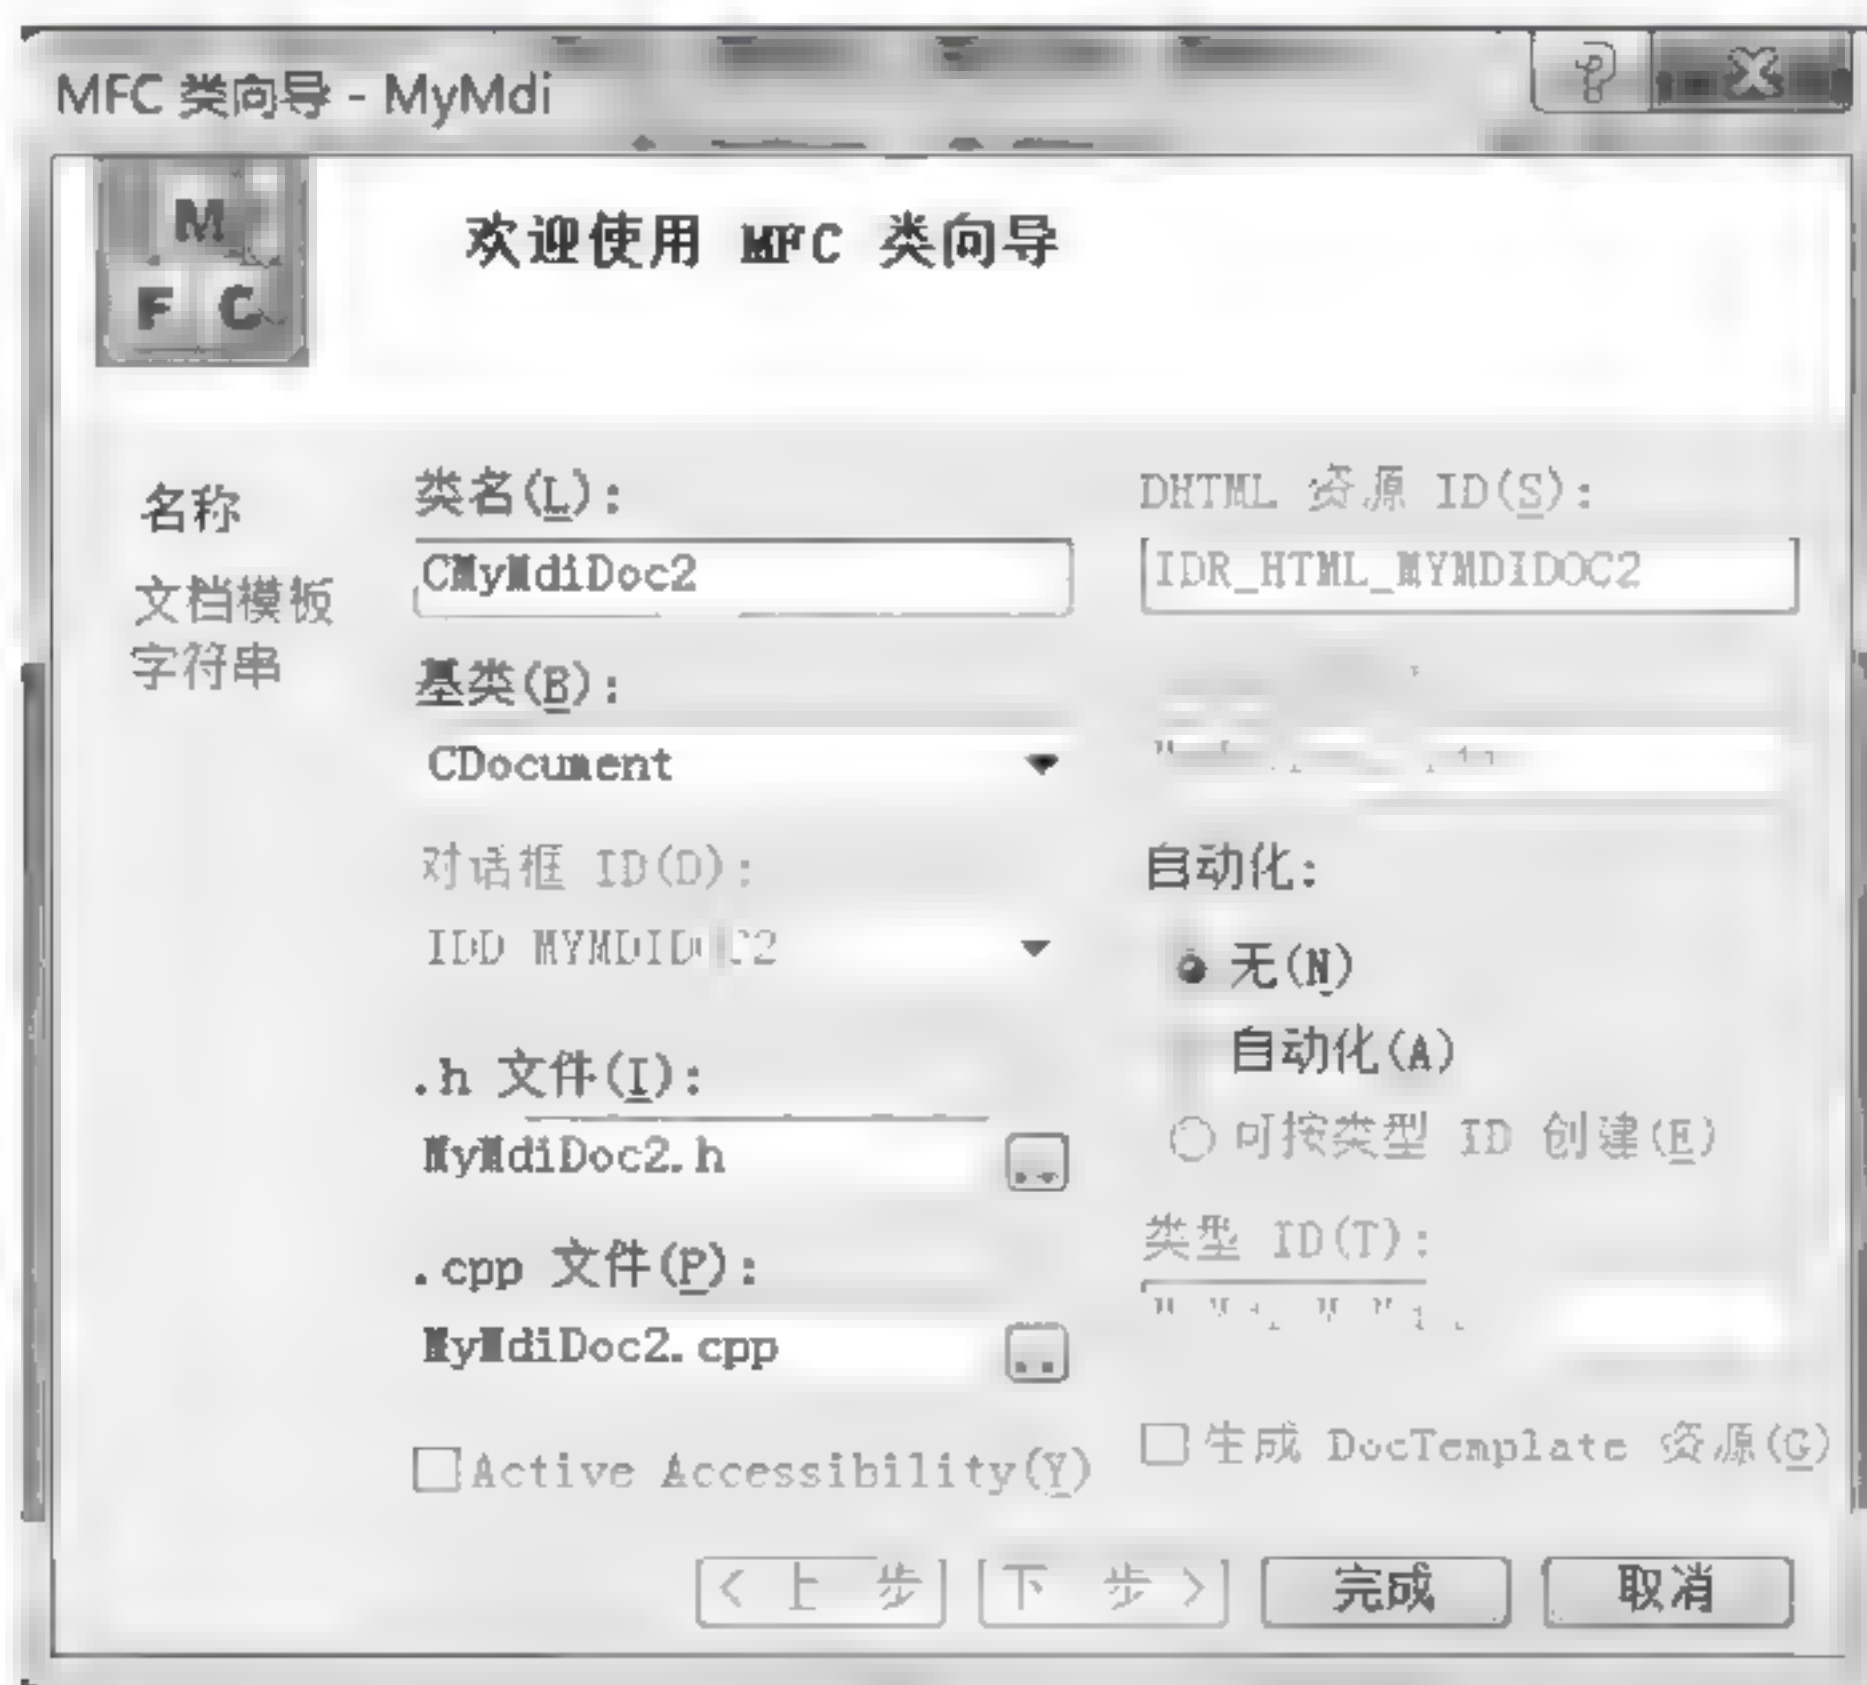 MFC 类向导 - MyMdi
M
F C
欢迎使用 MFC 类向导
名称
文档模板
字符串
类名(L):
CMyMdiDoc2
基类(B):
CDocument
对话框 ID(D):
IDD MYMDID
.h 文件(I):
MyMdiDoc2.h
.cpp 文件(P):
MyMdiDoc2.cpp
Active Accessibility(Y)
DHTML 资源 ID(S):
IDR_HTML_MYMDIDOC2
自动化:
无(N)
自动化(A)
可按类型 ID 创建(E)
类型 ID(T):
生成 DocTemplate 资源(G)
< 上 步
下 步 >
完成
取消